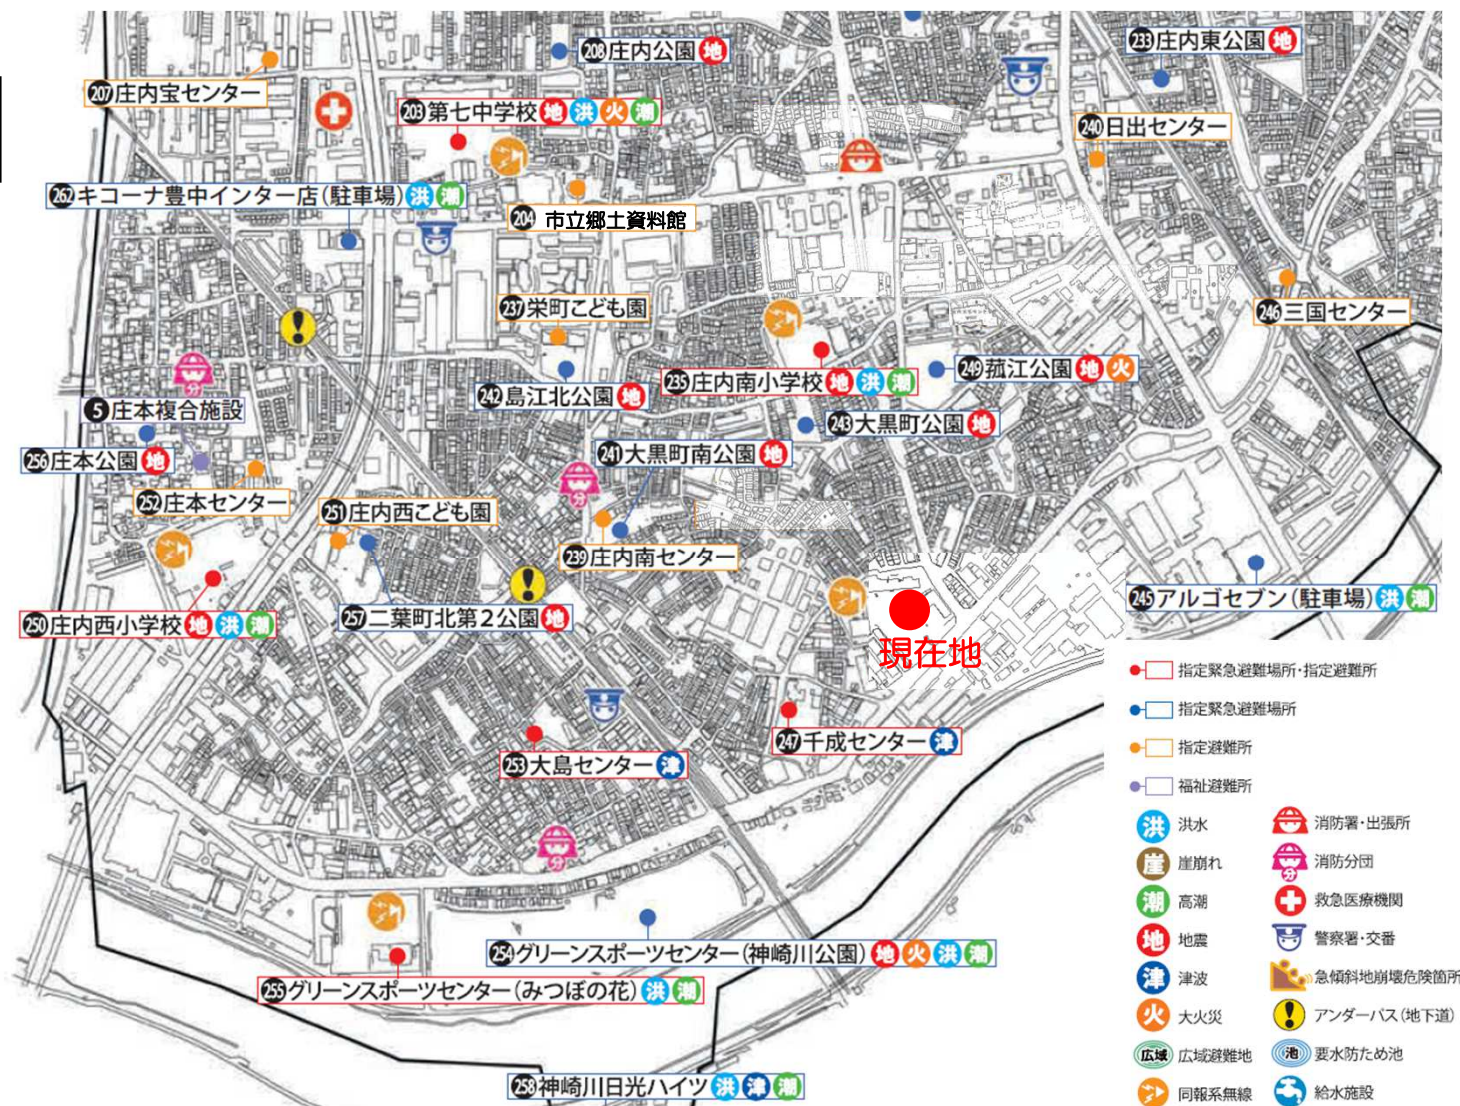 208庄内公園 地
233庄内東公園 地
207庄内宝センター
203第七中学校 地 洪 火 潮
240日出センター
262キコーナ豊中インター店(駐車場) 洪 潮
204 市立郷土資料館
237栄町こども園
246三国センター
分
235庄内南小学校 地 洪 潮
249菰江公園 地 火
242島江北公園 地
5庄本複合施設
243大黒町公園 地
256庄本公園 地
241大黒町南公園 地
分
252庄本センター
251庄内西こども園
239庄内南センター
245アルゴセブン(駐車場) 洪 潮
250庄内西小学校 地 洪 潮
257二葉町北第2公園 地
現在地
247千成センター 津
253大島センター 津
分
254グリーンスポーツセンター(神崎川公園) 地 火 洪 潮
255グリーンスポーツセンター(みつぼの花) 洪 潮
258神崎川日光ハイツ 洪 津 潮
指定緊急避難場所・指定避難所
指定緊急避難場所
指定避難所
福祉避難所
洪 洪水
消防署・出張所
崖 崖崩れ
分 消防分団
潮 高潮
救急医療機関
地 地震
警察署・交番
津 津波
急傾斜地崩壊危険箇所
火 大火災
アンダーパス(地下道)
広域 広域避難地
池 要水防ため池
同報系無線
給水施設